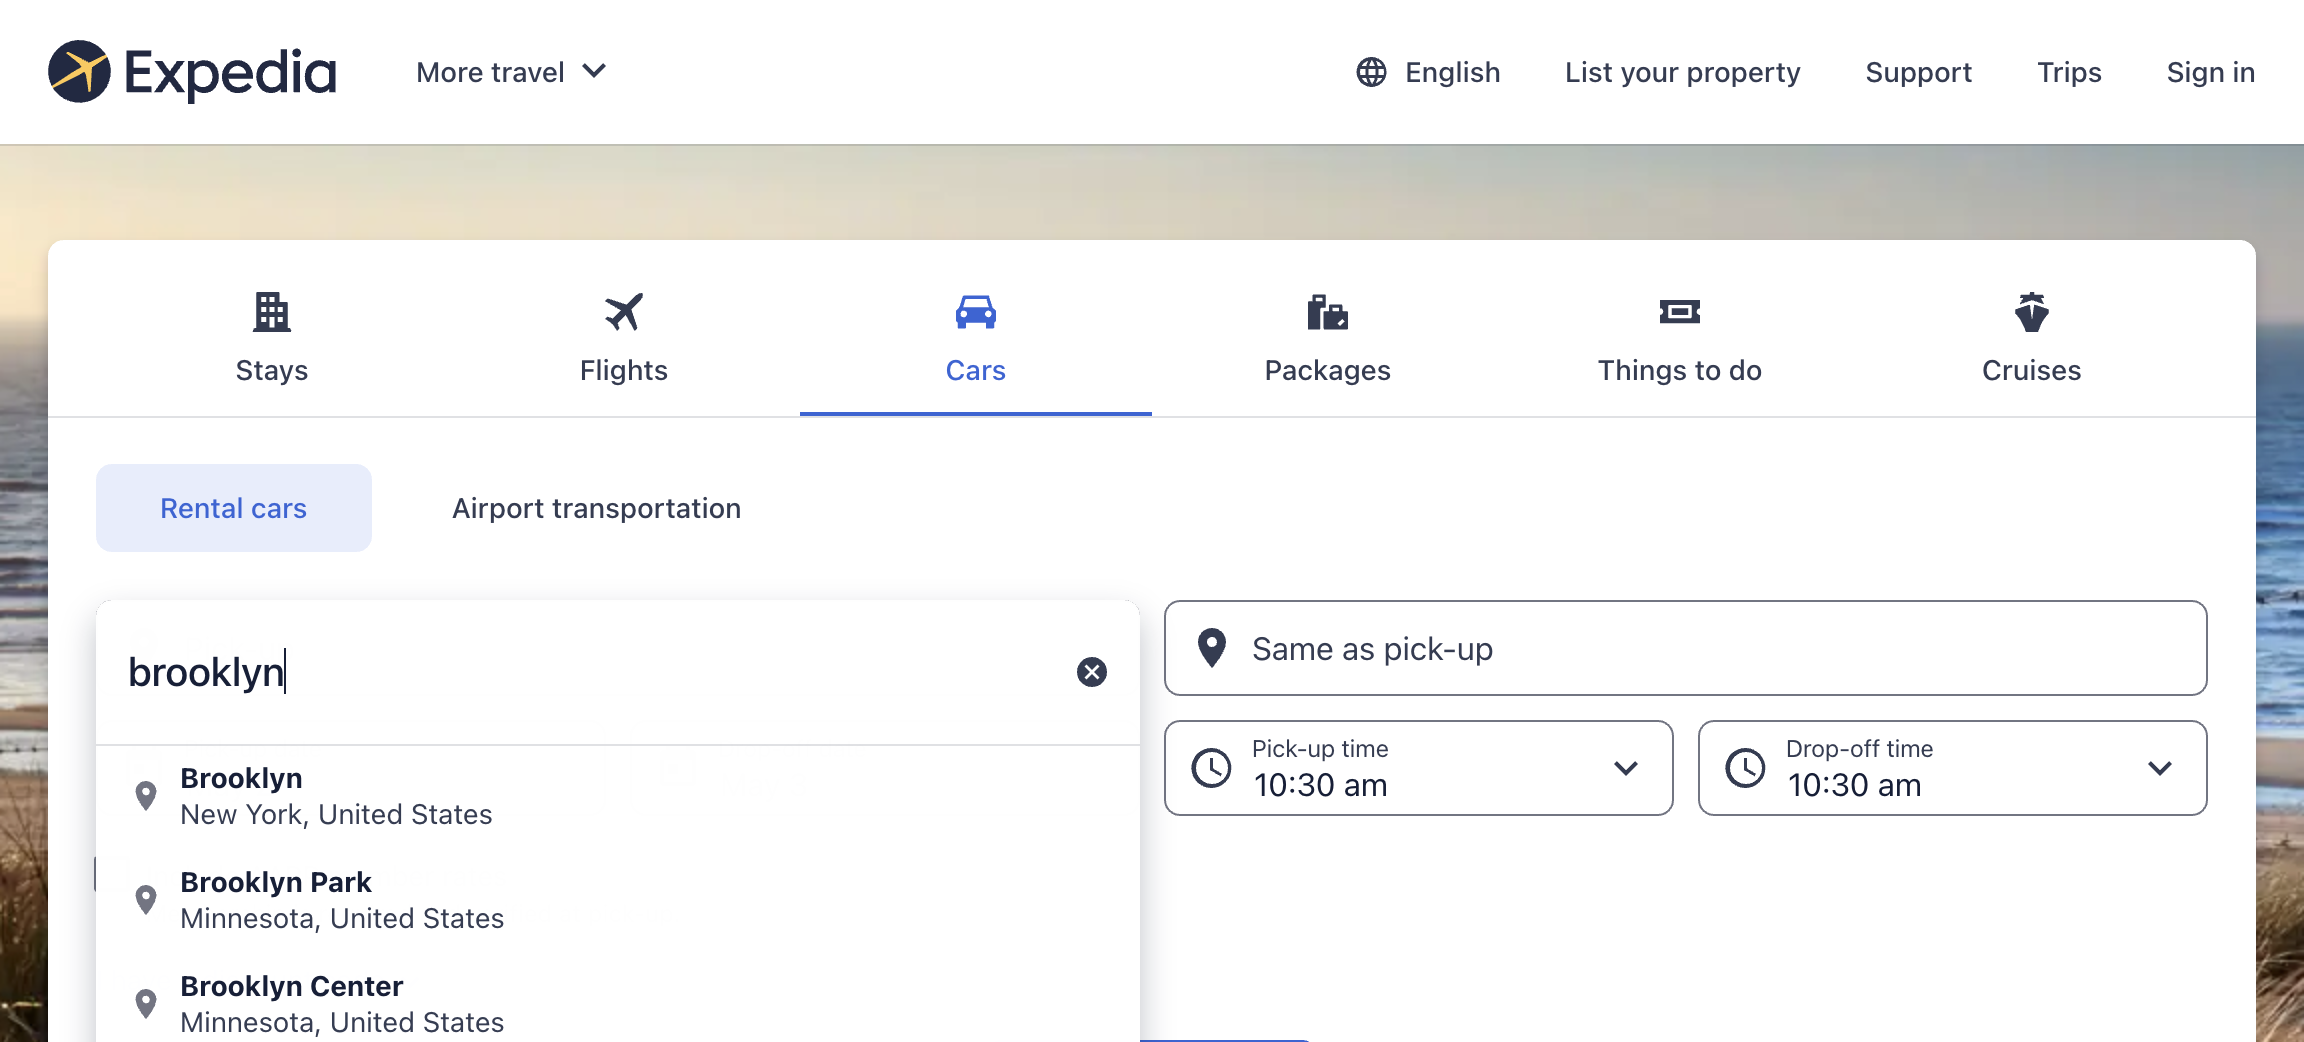 Expedia
More travel
English
List your property
Support
Trips
Sign in
Stays
Flights
Cars
Packages
Things to do
Cruises
Rental cars
Airport transportation
brooklyn
Same as pick-up
Pick-up time
10:30 am
Drop-off time
10:30 am
Brooklyn
New York, United States
Brooklyn Park
Minnesota, United States
Brooklyn Center
Minnesota, United States